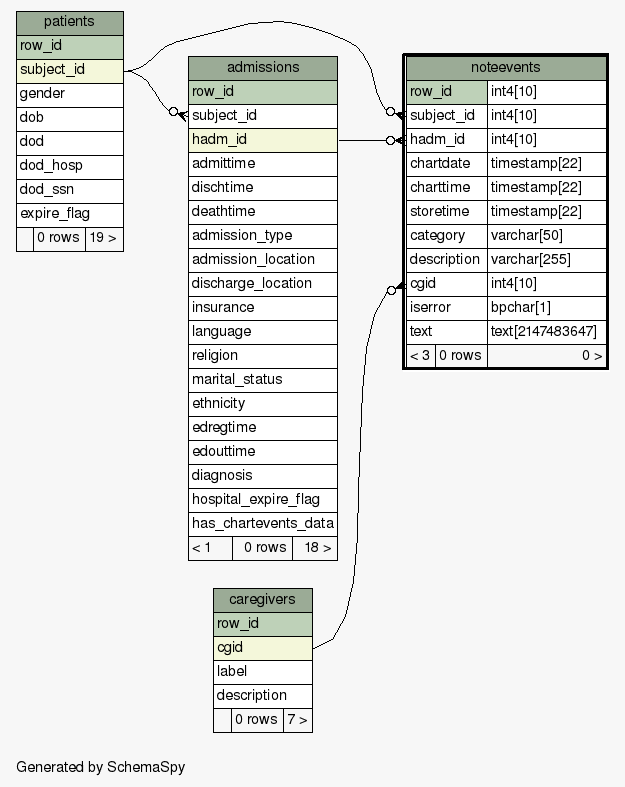 patients
row_id
subject_id
gender
dob
dod
dod_hosp
dod_ssn
expire_flag
0 rows 19 >
admissions
row_id
subject_id
hadm_id
admittime
dischtime
deathtime
admission_type
admission_location
discharge_location
insurance
language
religion
marital_status
ethnicity
edregtime
edouttime
diagnosis
hospital_expire_flag
has_chartevents_data
< 1 0 rows 18 >
noteevents
row_id int4[10]
subject_id int4[10]
hadm_id int4[10]
chartdate timestamp[22]
charttime timestamp[22]
storetime timestamp[22]
category varchar[50]
description varchar[255]
cgid int4[10]
iserror bpchar[1]
text text[2147483647]
< 3 0 rows 0 >
caregivers
row_id
cgid
label
description
0 rows 7 >
Generated by SchemaSpy